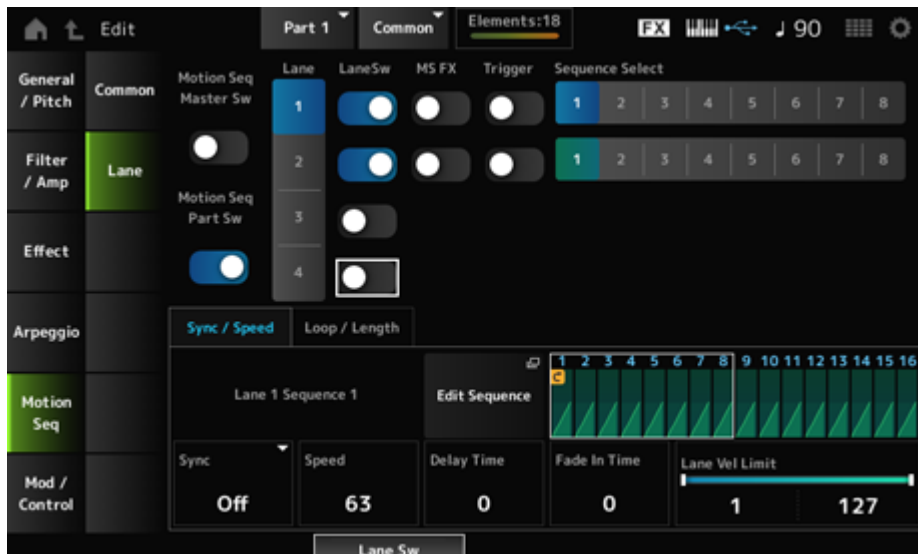 Edit Part 1 Common Elements:18 FX 90
General / Pitch
Common
Motion Seq Master Sw
Lane LaneSw MS FX Trigger Sequence Select
1 1 2 3 4 5 6 7 8
Filter / Amp
Lane
2 1 2 3 4 5 6 7 8
Motion Seq Part Sw
3
Effect
4
Arpeggio
Sync / Speed Loop / Length
Motion Seq
Lane 1 Sequence 1
Edit Sequence
1 2 3 4 5 6 7 8 9 10 11 12 13 14 15 16
C
Mod / Control
Sync Speed Delay Time Fade In Time Lane Vel Limit
Off 63 0 0 1 127
Lane Sw